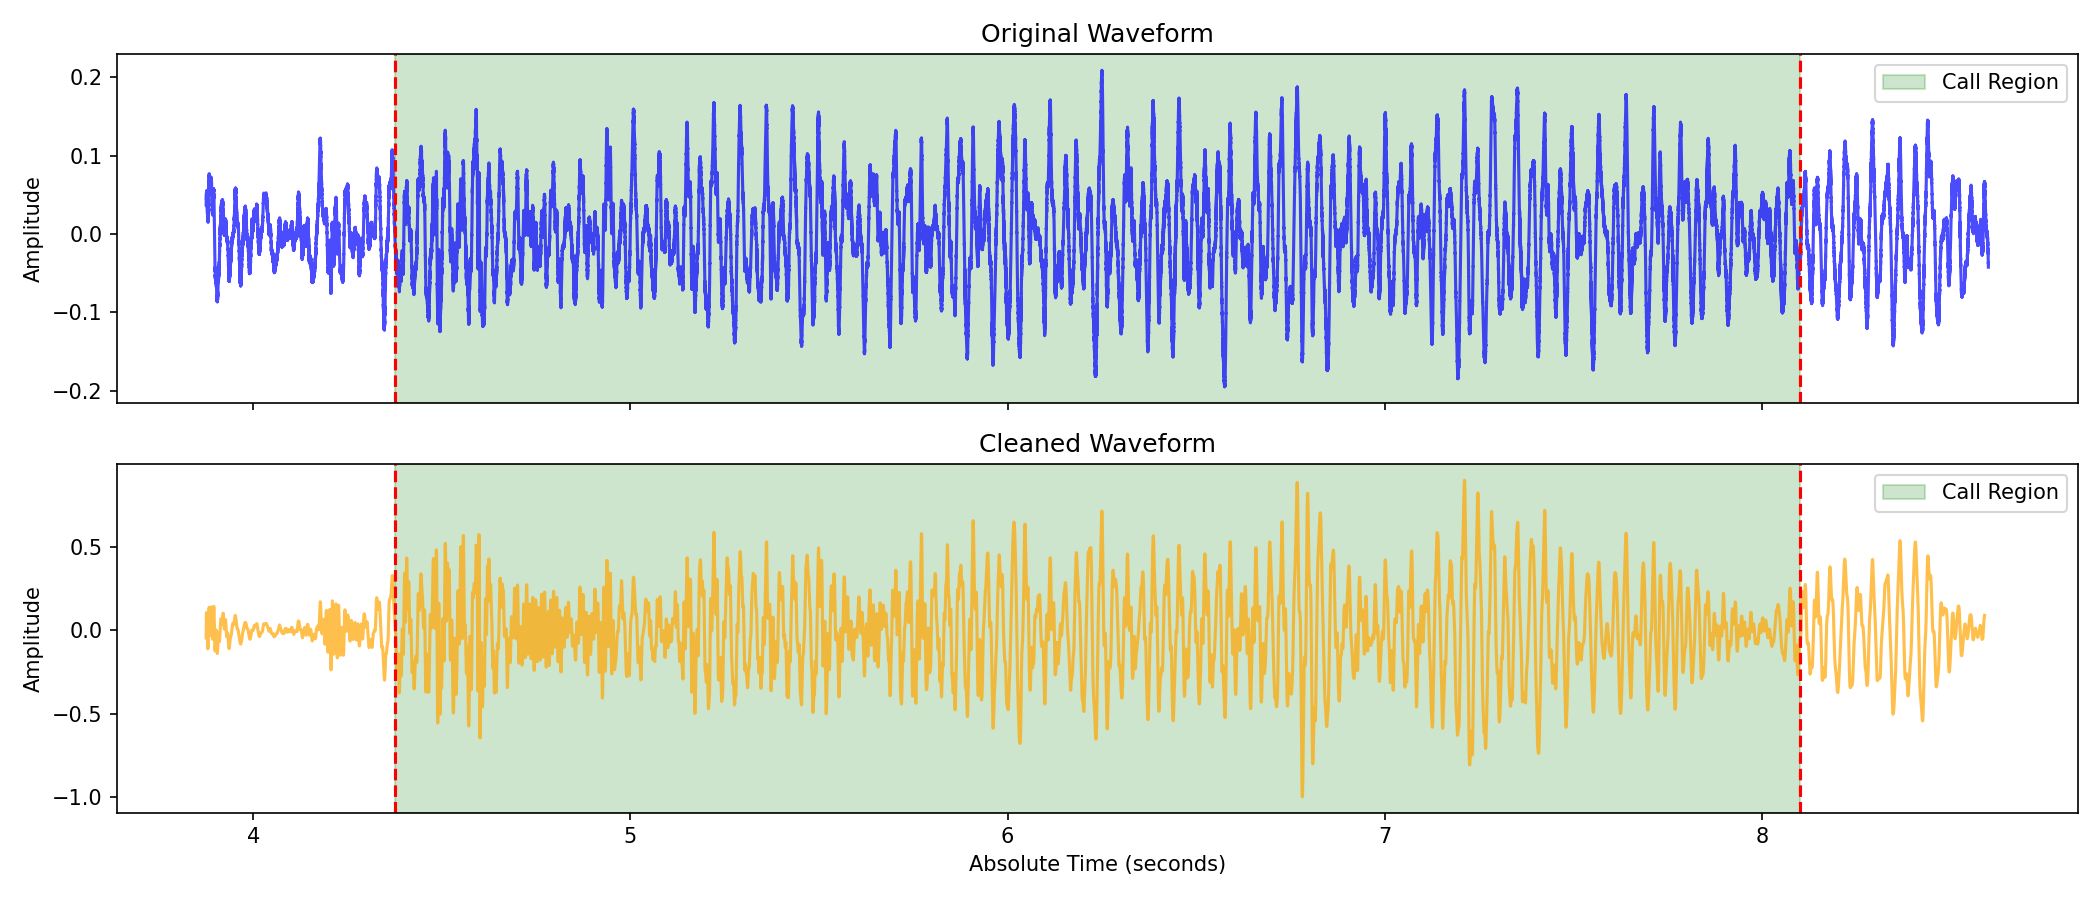 Original Waveform
Call Region
0.2
0.1
0.0
−0.1
−0.2
Amplitude
Cleaned Waveform
Call Region
0.5
0.0
−0.5
−1.0
Amplitude
4 5 6 7 8
Absolute Time (seconds)